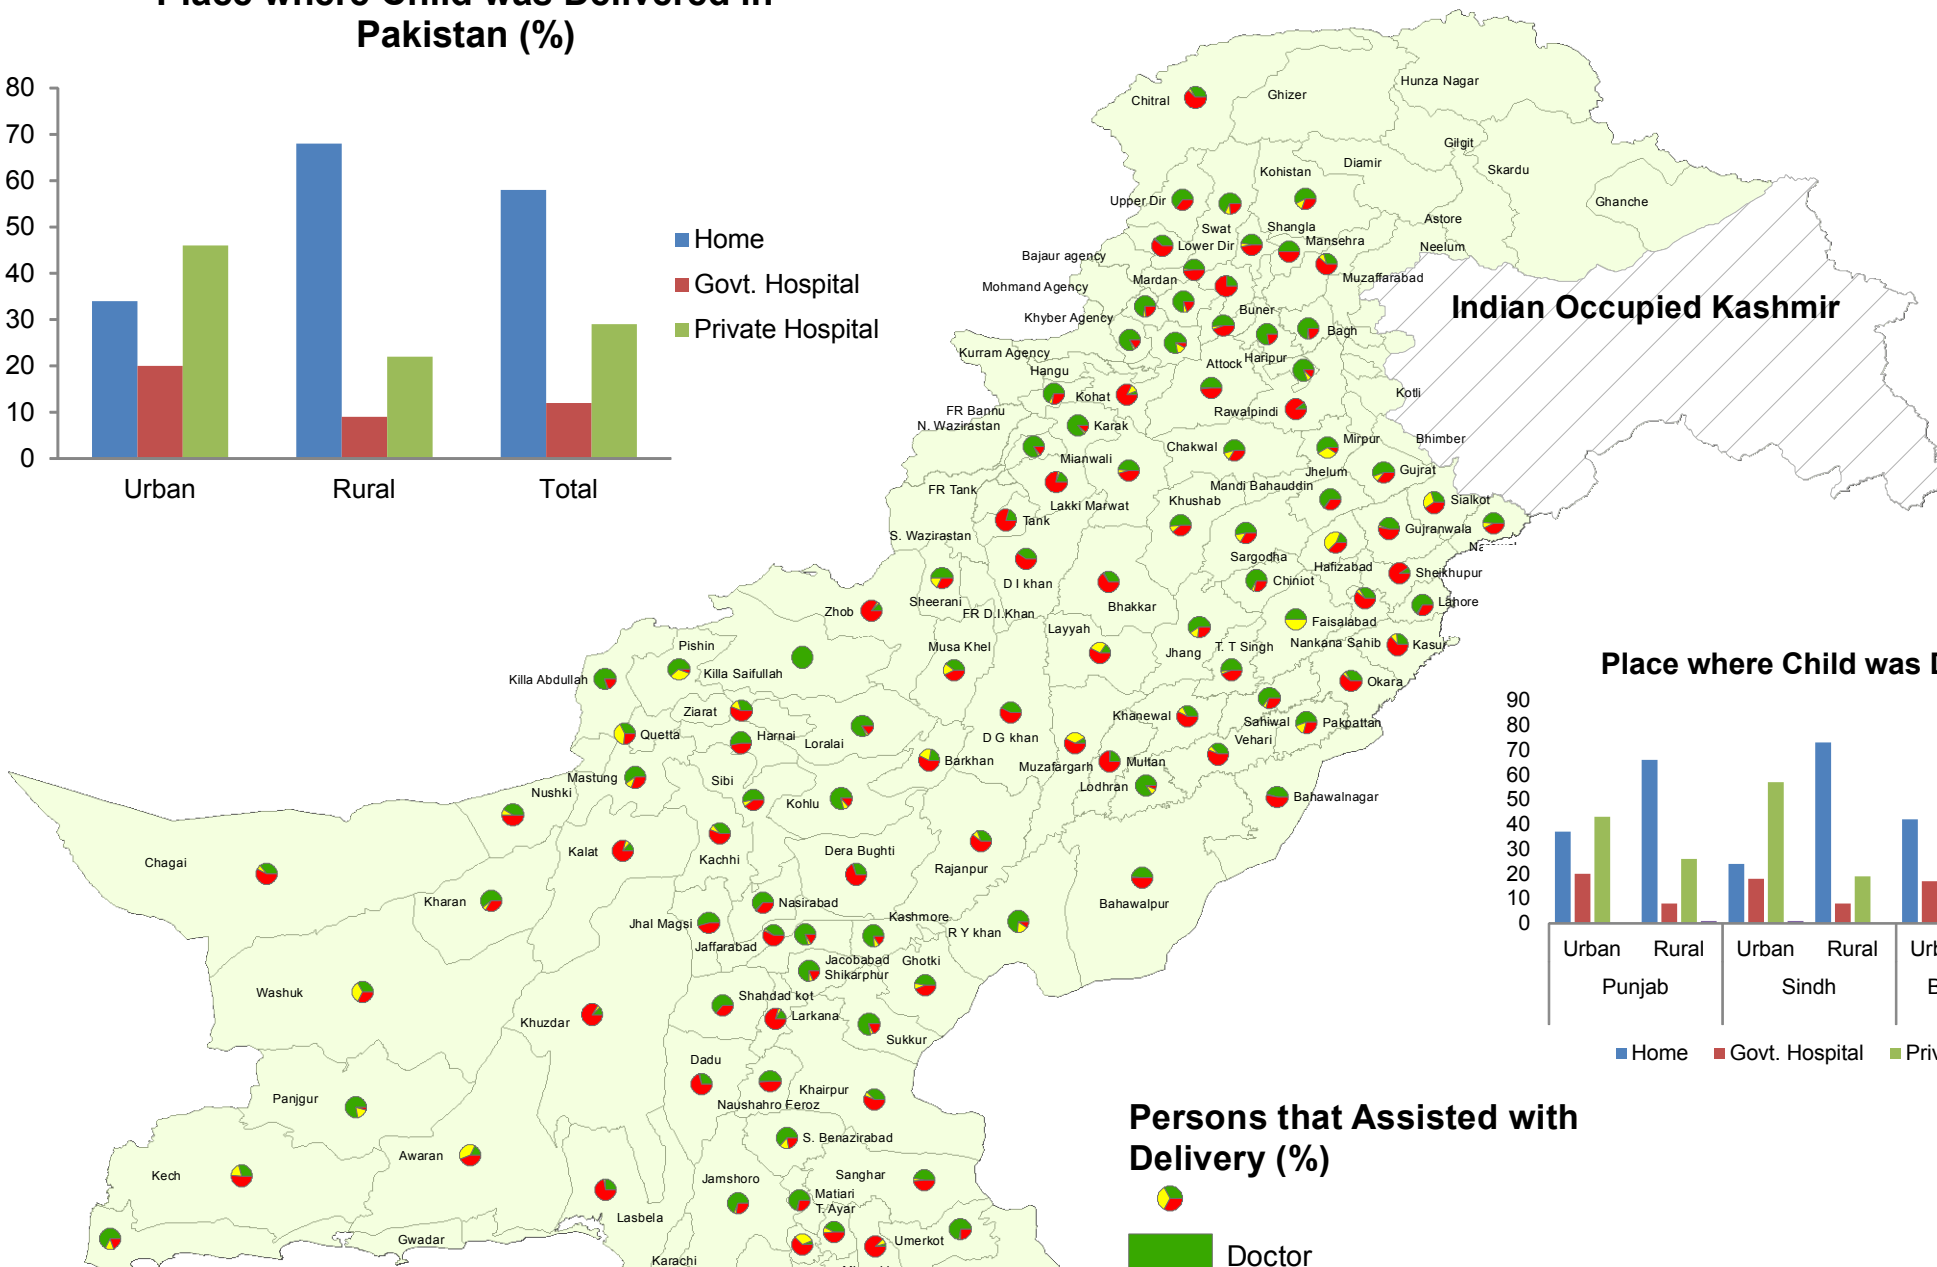 Place where Child was Delivered in
Pakistan (%)
80
70
60
50
40
30
20
10
0
Urban
Rural
Total
Home
Govt. Hospital
Private Hospital
Chitral
Ghizer
Hunza Nagar
Gilgit
Diamir
Skardu
Kohistan
Ghanche
Upper Dir
Astore
Swat
Shangla
Lower Dir
Mansehra
Neelum
Bajaur agency
Muzaffarabad
Mardan
Mohmand Agency
Indian Occupied Kashmir
Buner
Khyber Agency
Bagh
Kurram Agency
Haripur
Attock
Hangu
Kohat
Kotli
FR Bannu
Rawalpindi
N. Wazirastan
Karak
Mirpur
Bhimber
Chakwal
Mianwali
Jhelum
Gujrat
FR Tank
Mandi Bahauddin
Lakki Marwat
Khushab
Sialkot
Tank
Gujranwala
S. Wazirastan
Sargodha
Hafizabad
D I khan
Chiniot
Sheikhupur
Sheerani
FR D.I.Khan
Bhakkar
Lahore
Zhob
Layyah
Faisalabad
Pishin
Musa Khel
Jhang
T. T Singh
Nankana Sahib
Kasur
Killa Abdullah
Killa Saifullah
Okara
Ziarat
Khanewal
Sahiwal
Pakpattan
Quetta
Harnai
Loralai
D G khan
Vehari
Barkhan
Muzafargarh
Multan
Mastung
Sibi
Lodhran
Nushki
Kohlu
Bahawalnagar
Kalat
Kachhi
Dera Bughti
Chagai
Rajanpur
Kharan
Nasirabad
Bahawalpur
Jhal Magsi
Kashmore
R Y khan
Jaffarabad
Jacobabad
Ghotki
Shikarphur
Washuk
Shahdad kot
Khuzdar
Larkana
Sukkur
Dadu
Panjgur
Khairpur
Naushahro Feroz
S. Benazirabad
Awaran
Kech
Jamshoro
Sanghar
Matiari
T. Ayar
Lasbela
Gwadar
Umerkot
Karachi
Place where Child was
90
80
70
60
50
40
30
20
10
0
Urban
Rural
Urban
Rural
Punjab
Sindh
Home
Govt. Hospital
Persons that Assisted with
Delivery (%)
Doctor